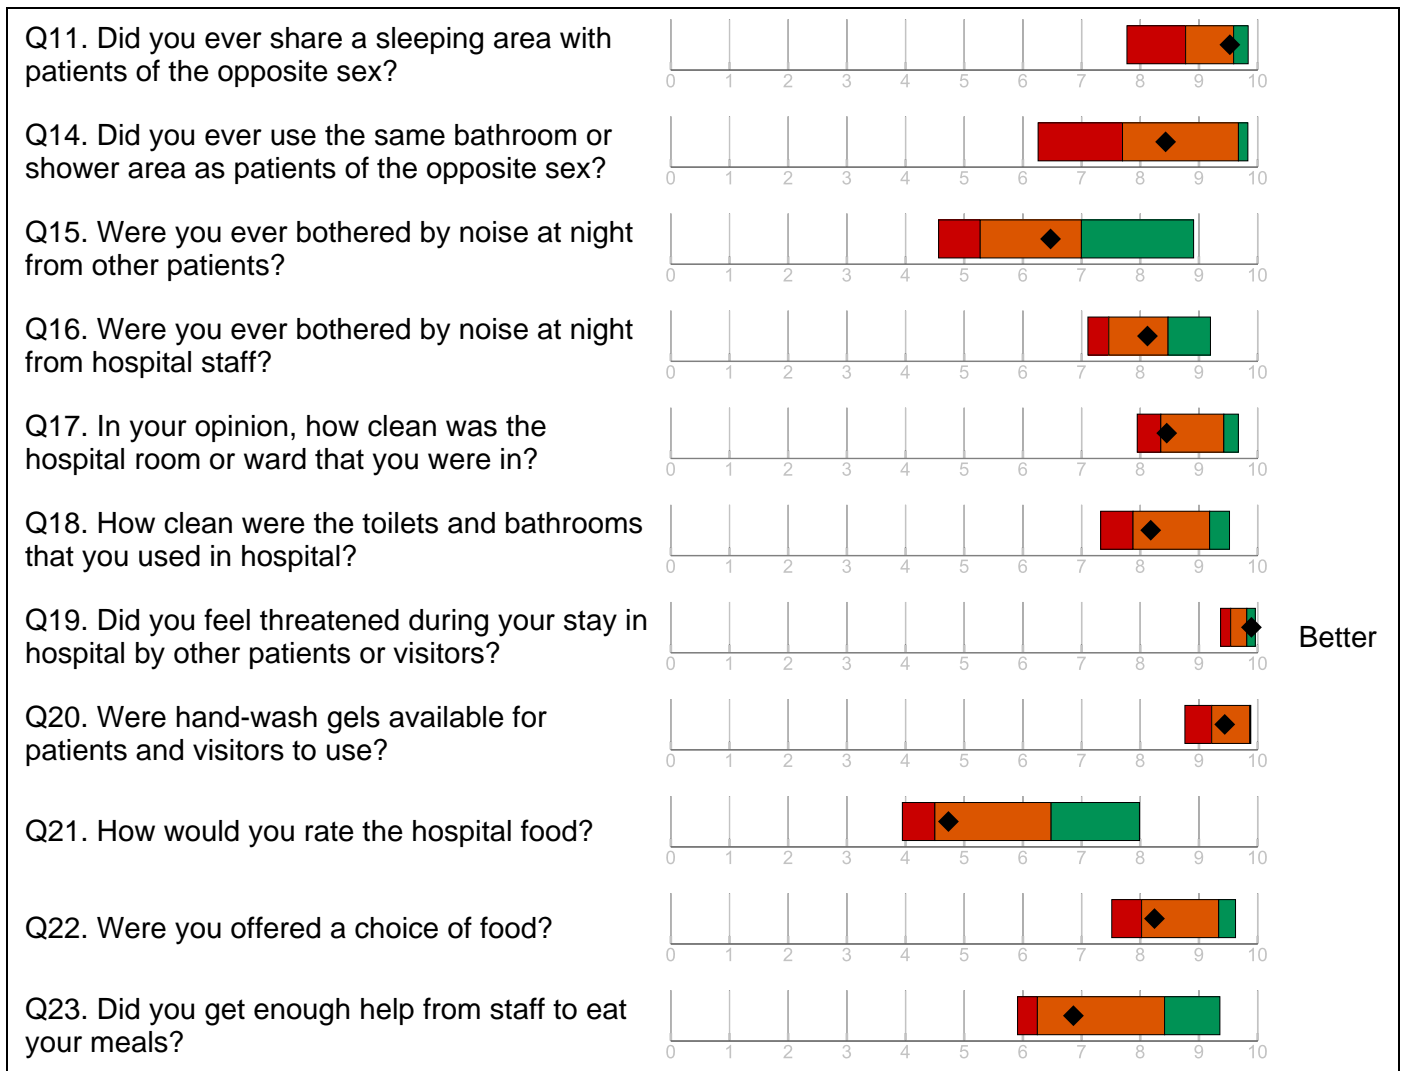 Q11. Did you ever share a sleeping area with
patients of the opposite sex?
0 1 2 3 4 5 6 7 8 9 10
Q14. Did you ever use the same bathroom or
shower area as patients of the opposite sex?
0 1 2 3 4 5 6 7 8 9 10
Q15. Were you ever bothered by noise at night
from other patients?
0 1 2 3 4 5 6 7 8 9 10
Q16. Were you ever bothered by noise at night
from hospital staff?
0 1 2 3 4 5 6 7 8 9 10
Q17. In your opinion, how clean was the
hospital room or ward that you were in?
0 1 2 3 4 5 6 7 8 9 10
Q18. How clean were the toilets and bathrooms
that you used in hospital?
0 1 2 3 4 5 6 7 8 9 10
Q19. Did you feel threatened during your stay in
hospital by other patients or visitors?
0 1 2 3 4 5 6 7 8 9 10
Better
Q20. Were hand-wash gels available for
patients and visitors to use?
0 1 2 3 4 5 6 7 8 9 10
Q21. How would you rate the hospital food?
0 1 2 3 4 5 6 7 8 9 10
Q22. Were you offered a choice of food?
0 1 2 3 4 5 6 7 8 9 10
Q23. Did you get enough help from staff to eat
your meals?
0 1 2 3 4 5 6 7 8 9 10